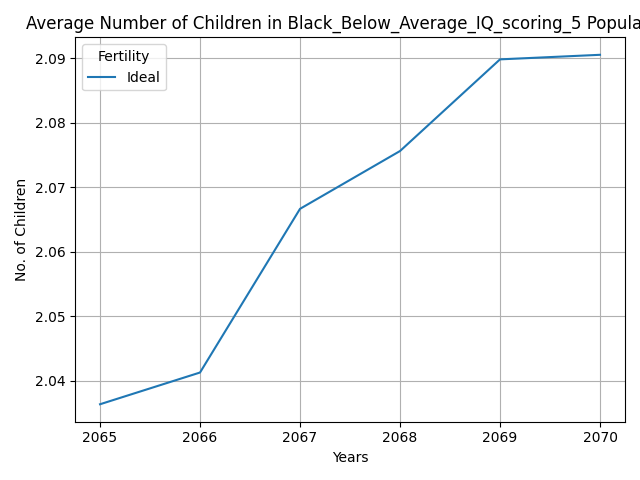 Average Number of Children in Black_Below_Average_IQ_scoring_5 Popula
Fertility
Ideal
2.09
2.08
2.07
2.06
2.05
2.04
No. of Children
2065 2066 2067 2068 2069 2070
Years